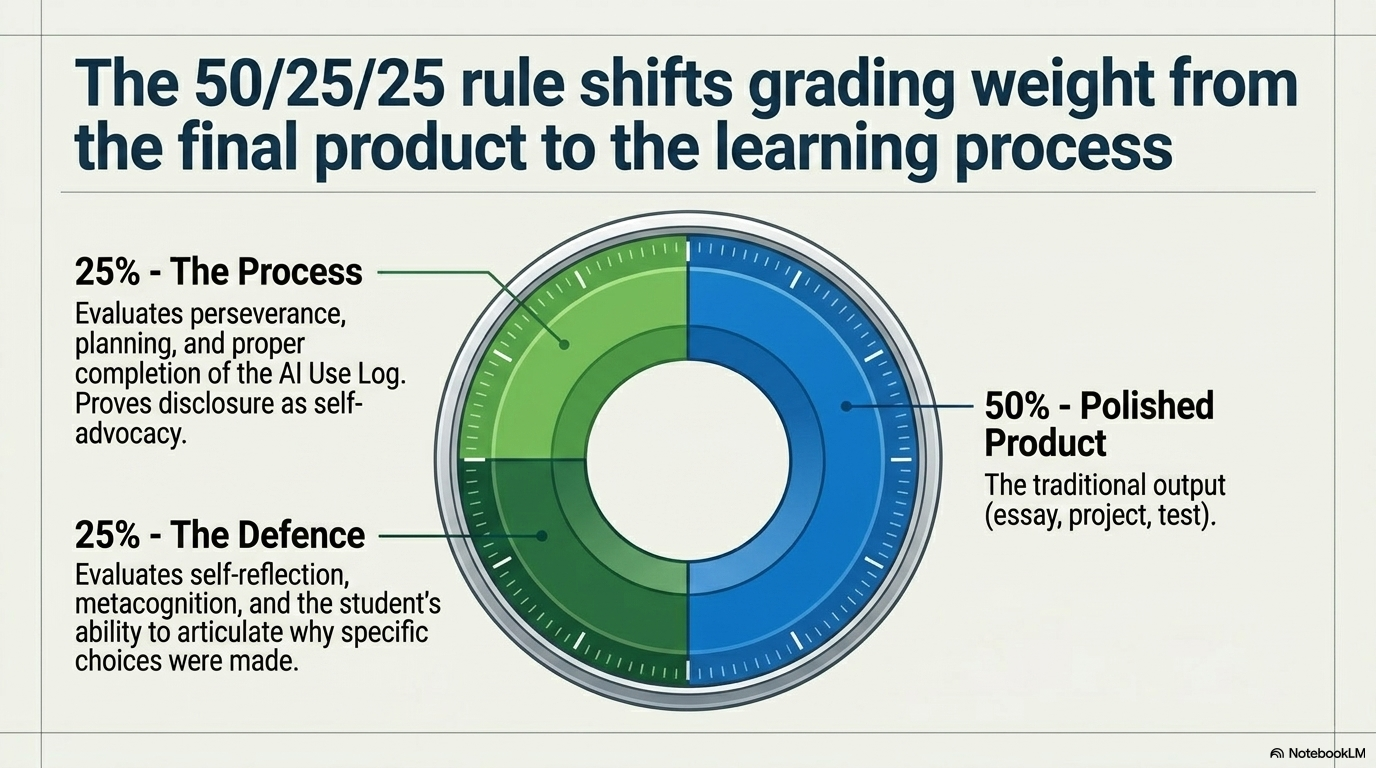 The 50/25/25 rule shifts grading weight from
the final product to the learning process
25% - The Process
Evaluates perseverance,
planning, and proper
completion of the AI Use Log.
Proves disclosure as self-
advocacy.
25% - The Defence
Evaluates self-reflection,
metacognition, and the student's
ability to articulate why specific
choices were made.
50% - Polished
Product
The traditional output
(essay, project, test).
NotebookLM